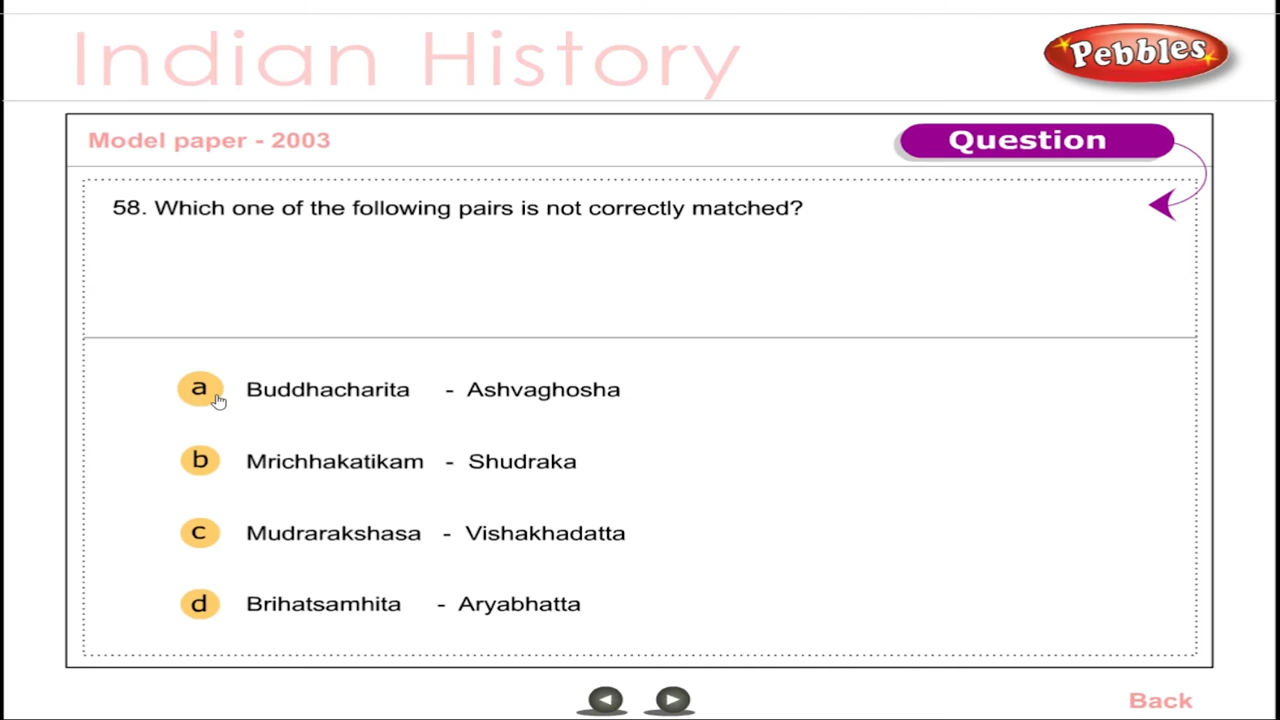 Indian History
Pebbles
Model paper - 2003
Question
58. Which one of the following pairs is not correctly matched?
a Buddhacharita - Ashvaghosha
b Mrichhakatikam - Shudraka
c Mudrarakshasa - Vishakhadatta
d Brihatsamhita - Aryabhatta
Back